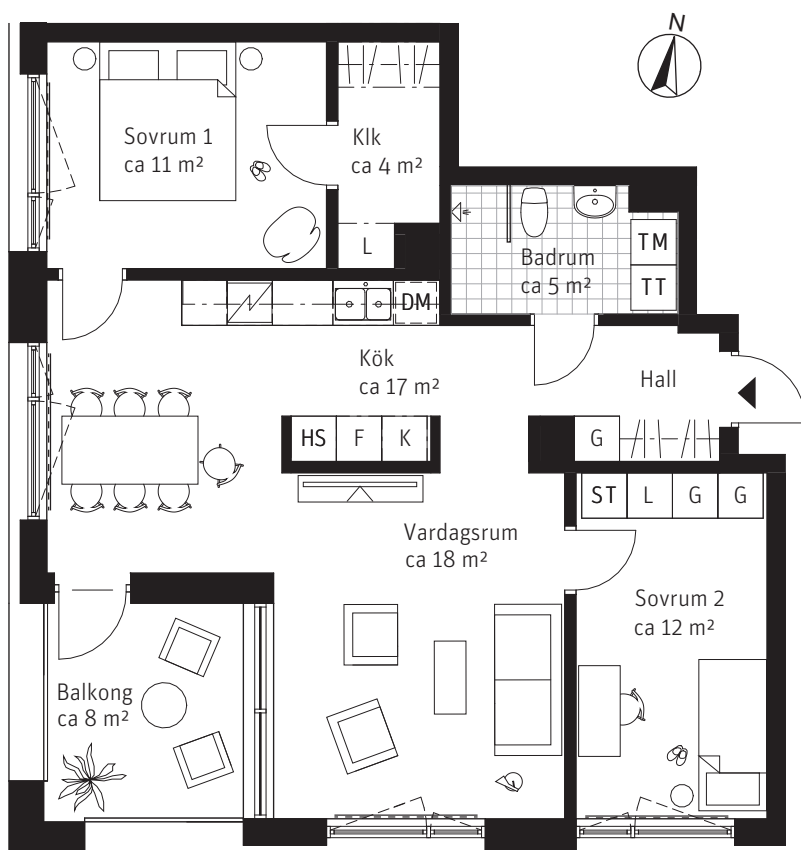 N
Sovrum 1
ca 11 m²
Klk
ca 4 m²
L
Badrum
ca 5 m²
TM
TT
DM
Kök
ca 17 m²
Hall
HS
F
K
G
Vardagsrum
ca 18 m²
ST
L
G
G
Sovrum 2
ca 12 m²
Balkong
ca 8 m²